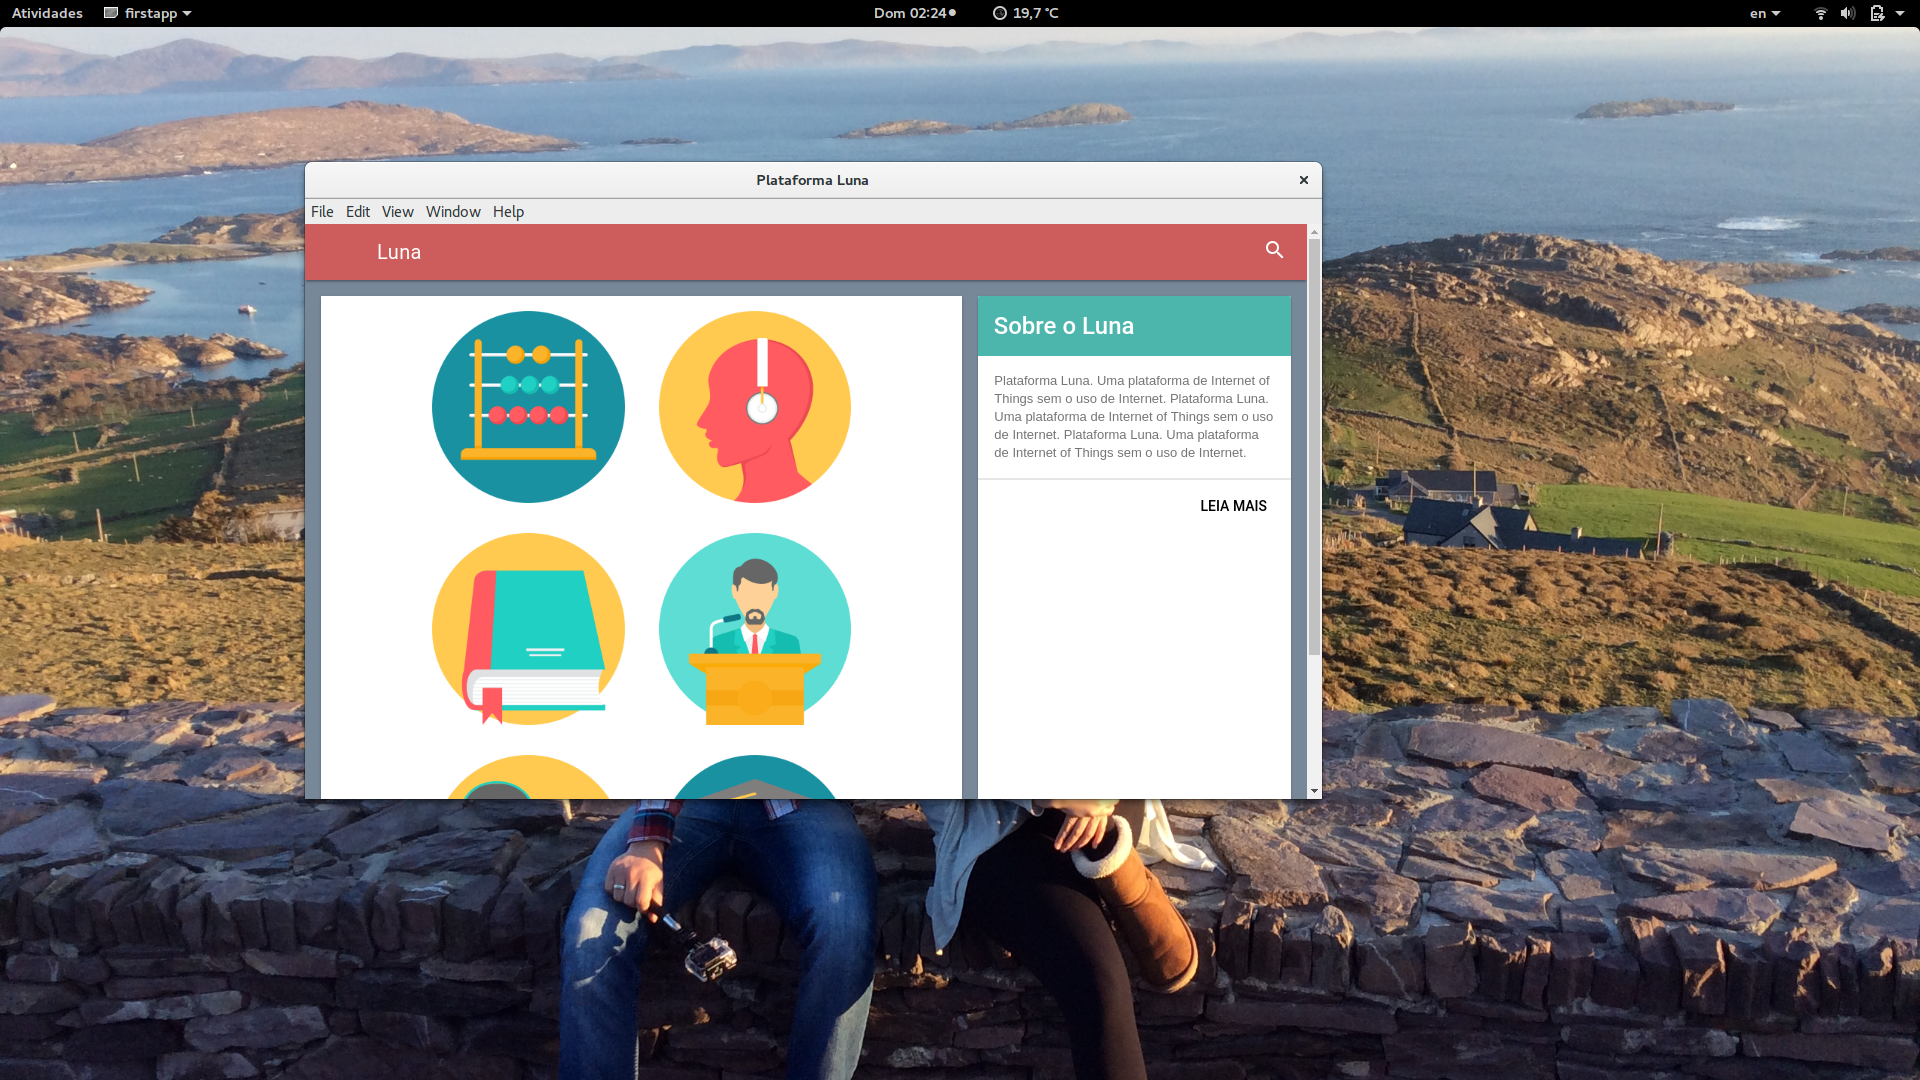 Atividades firstapp Dom 02:24 19,7 °C en
Plataforma Luna
File Edit View Window Help
Luna
Sobre o Luna
Plataforma Luna. Uma plataforma de Internet of
Things sem o uso de Internet. Plataforma Luna.
Uma plataforma de Internet of Things sem o uso
de Internet. Plataforma Luna. Uma plataforma
de Internet of Things sem o uso de Internet.
LEIA MAIS